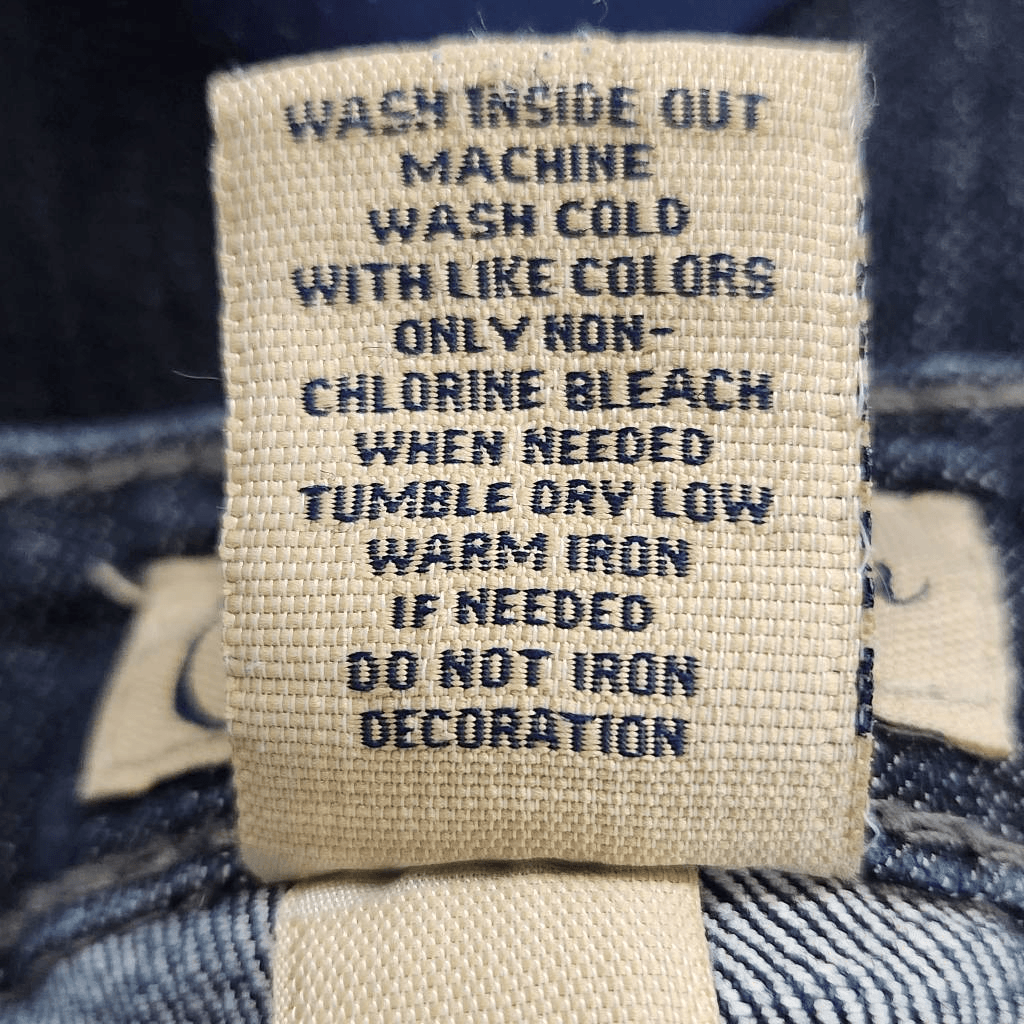 WASH INSIDE OUT
MACHINE
WASH COLD
WITH LIKE COLORS
ONLY NON-
CHLORINE BLEACH
WHEN NEEDED
TUMBLE DRY LOW
WARM IRON
IF NEEDED
DO NOT IRON
DECORATION